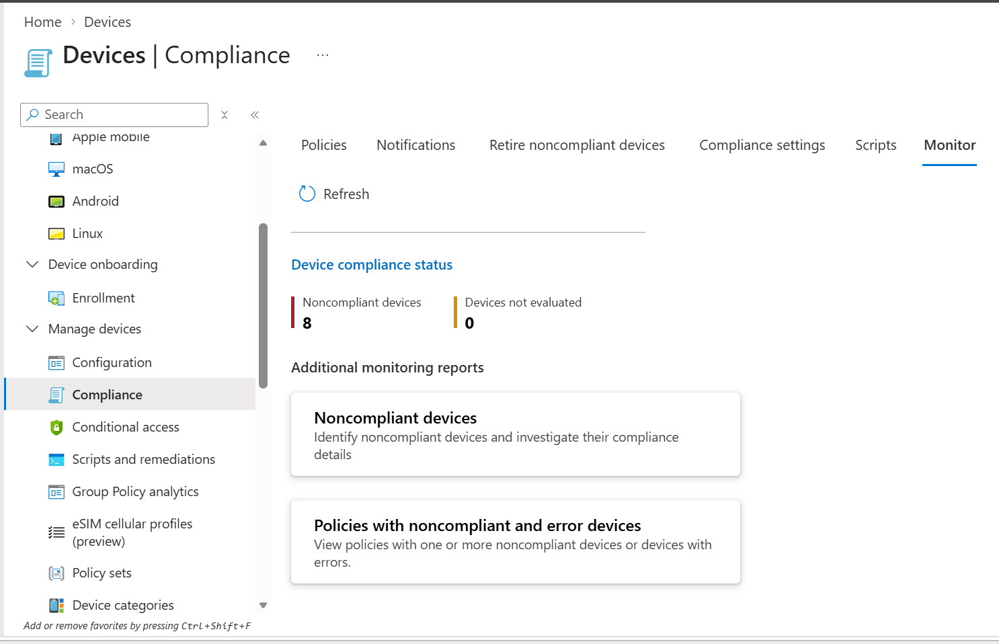 Home > Devices
Devices | Compliance ...
Search
Apple mobile
macOS
Android
Linux
Device onboarding
Enrollment
Manage devices
Configuration
Compliance
Conditional access
Scripts and remediations
Group Policy analytics
eSIM cellular profiles
(preview)
Policy sets
Device categories
Add or remove favorites by pressing Ctrl+Shift+F
Policies Notifications Retire noncompliant devices Compliance settings Scripts Monitor
Refresh
Device compliance status
Noncompliant devices
8
Devices not evaluated
0
Additional monitoring reports
Noncompliant devices
Identify noncompliant devices and investigate their compliance
details
Policies with noncompliant and error devices
View policies with one or more noncompliant devices or devices with
errors.